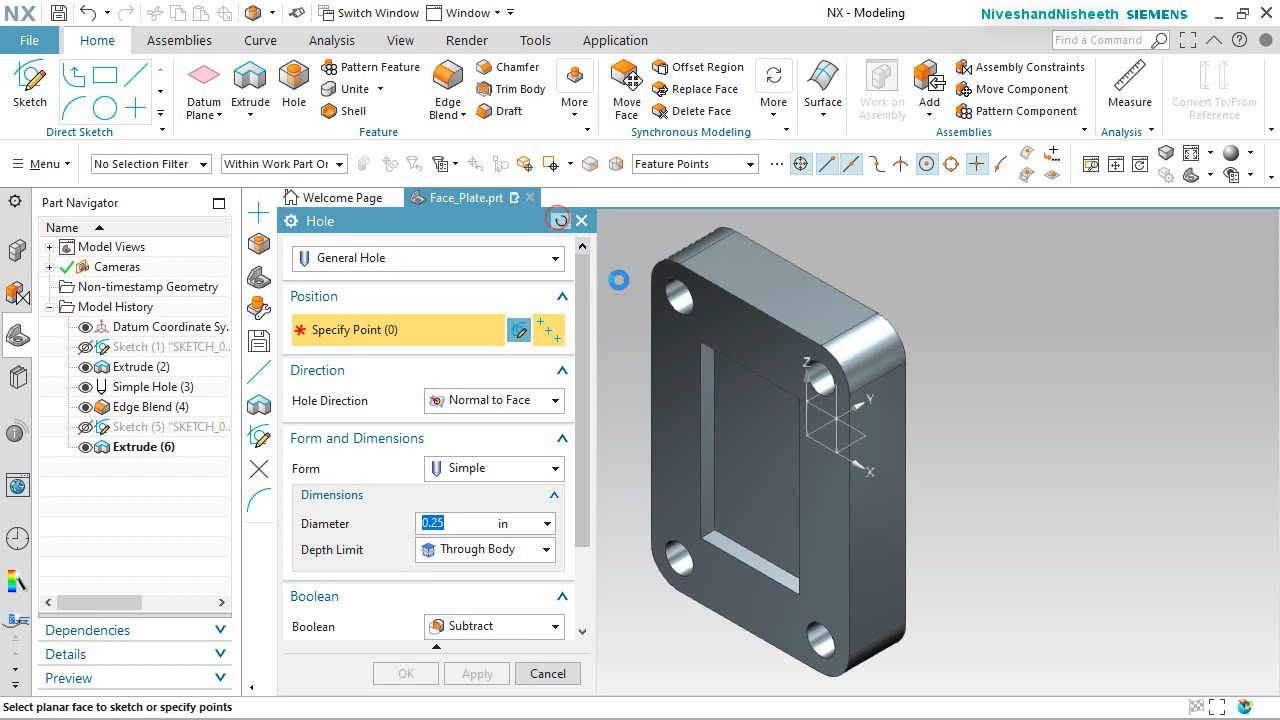 NX
Switch Window
Window
NX - Modeling
NiveshandNisheeth SIEMENS
File
Home
Assemblies
Curve
Analysis
View
Render
Tools
Application
Find a Command
Sketch
Direct Sketch
Datum Plane
Extrude
Hole
Pattern Feature
Unite
Shell
Edge Blend
Chamfer
Trim Body
Draft
More
Feature
Move Face
Offset Region
Replace Face
Delete Face
More
Synchronous Modeling
Surface
Work on Assembly
Add
Assembly Constraints
Move Component
Pattern Component
Assemblies
Measure
Analysis
Convert To/From Reference
Menu
No Selection Filter
Within Work Part On
Feature Points
Part Navigator
Name
Model Views
Cameras
Non-timestamp Geometry
Model History
Datum Coordinate Sy...
Sketch (1) "SKETCH_0...
Extrude (2)
Simple Hole (3)
Edge Blend (4)
Sketch (5) "SKETCH_0...
Extrude (6)
Dependencies
Details
Preview
Welcome Page
Face_Plate.prt
Hole
General Hole
Position
* Specify Point (0)
Direction
Hole Direction
Normal to Face
Form and Dimensions
Form
Simple
Dimensions
Diameter
0.25
in
Depth Limit
Through Body
Boolean
Boolean
Subtract
OK
Apply
Cancel
Z
Y
X
Select planar face to sketch or specify points